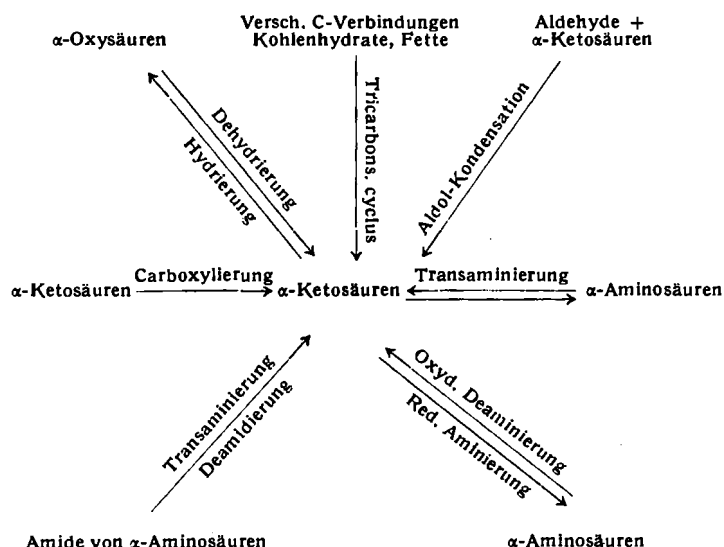 α-Oxysäuren
Versch. C-Verbindungen
Kohlenhydrate, Fette
Aldehyde +
α-Ketosäuren
Dehydrierung
Hydrierung
Tricarbons. cyclus
Aldol-Kondensation
α-Ketosäuren
Carboxylierung
α-Ketosäuren
Transaminierung
α-Aminosäuren
Transaminierung
Deamidierung
Oxyd. Deaminierung
Red. Aminierung
Amide von α-Aminosäuren
α-Aminosäuren